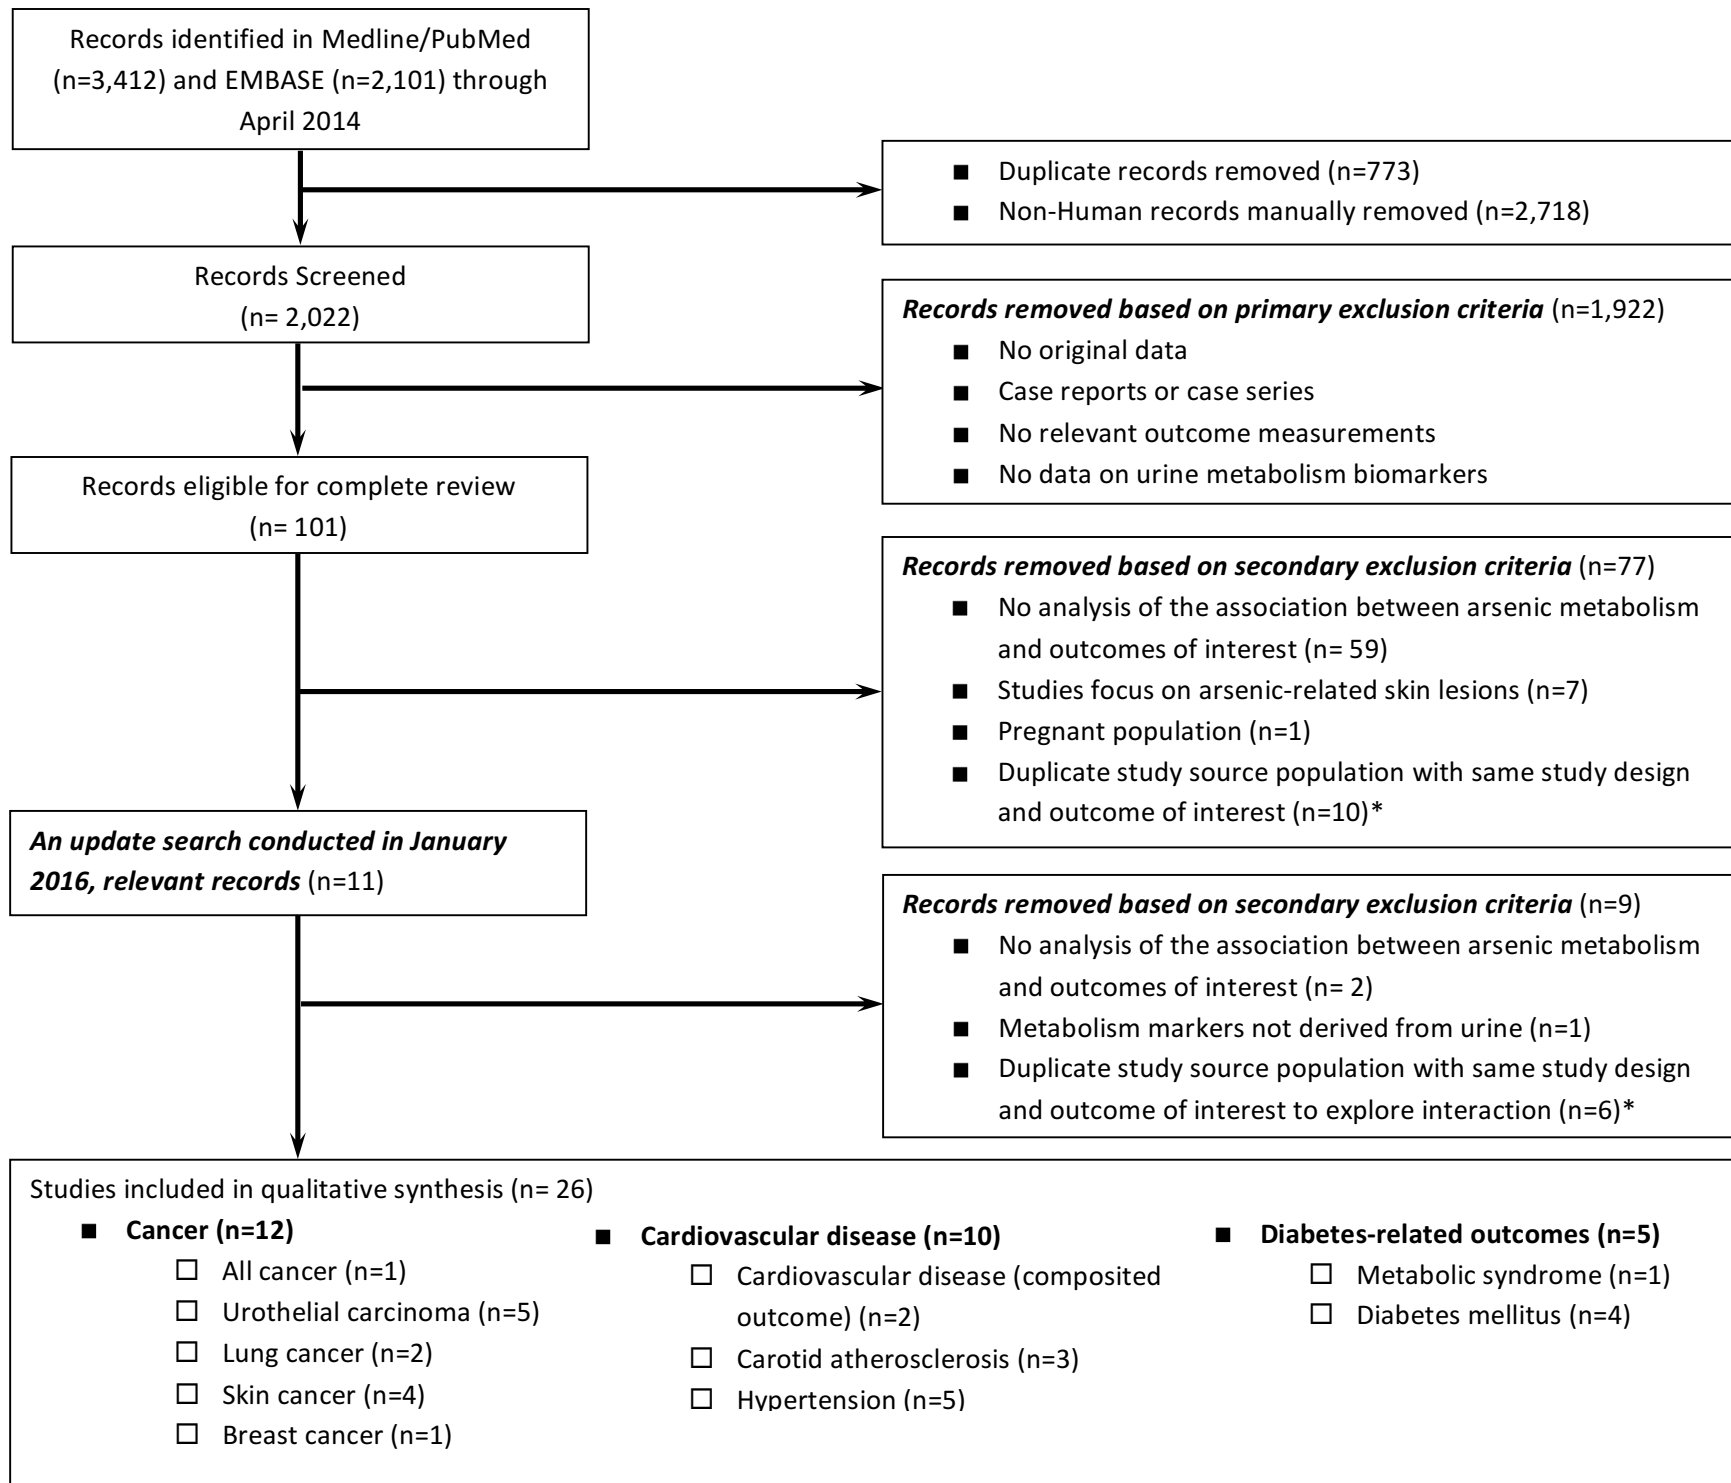 Records identified in Medline/PubMed
(n=3,412) and EMBASE (n=2,101) through
April 2014
■ Duplicate records removed (n=773)
■ Non-Human records manually removed (n=2,718)
Records Screened
(n= 2,022)
Records removed based on primary exclusion criteria (n=1,922)
■ No original data
■ Case reports or case series
■ No relevant outcome measurements
■ No data on urine metabolism biomarkers
Records eligible for complete review
(n= 101)
Records removed based on secondary exclusion criteria (n=77)
■ No analysis of the association between arsenic metabolism
and outcomes of interest (n= 59)
■ Studies focus on arsenic-related skin lesions (n=7)
■ Pregnant population (n=1)
■ Duplicate study source population with same study design
and outcome of interest (n=10)*
An update search conducted in January
2016, relevant records (n=11)
Records removed based on secondary exclusion criteria (n=9)
■ No analysis of the association between arsenic metabolism
and outcomes of interest (n= 2)
■ Metabolism markers not derived from urine (n=1)
■ Duplicate study source population with same study design
and outcome of interest to explore interaction (n=6)*
Studies included in qualitative synthesis (n= 26)
■ Cancer (n=12)
□ All cancer (n=1)
□ Urothelial carcinoma (n=5)
□ Lung cancer (n=2)
□ Skin cancer (n=4)
□ Breast cancer (n=1)
■ Cardiovascular disease (n=10)
□ Cardiovascular disease (composited
outcome) (n=2)
□ Carotid atherosclerosis (n=3)
□ Hypertension (n=5)
■ Diabetes-related outcomes (n=5)
□ Metabolic syndrome (n=1)
□ Diabetes mellitus (n=4)